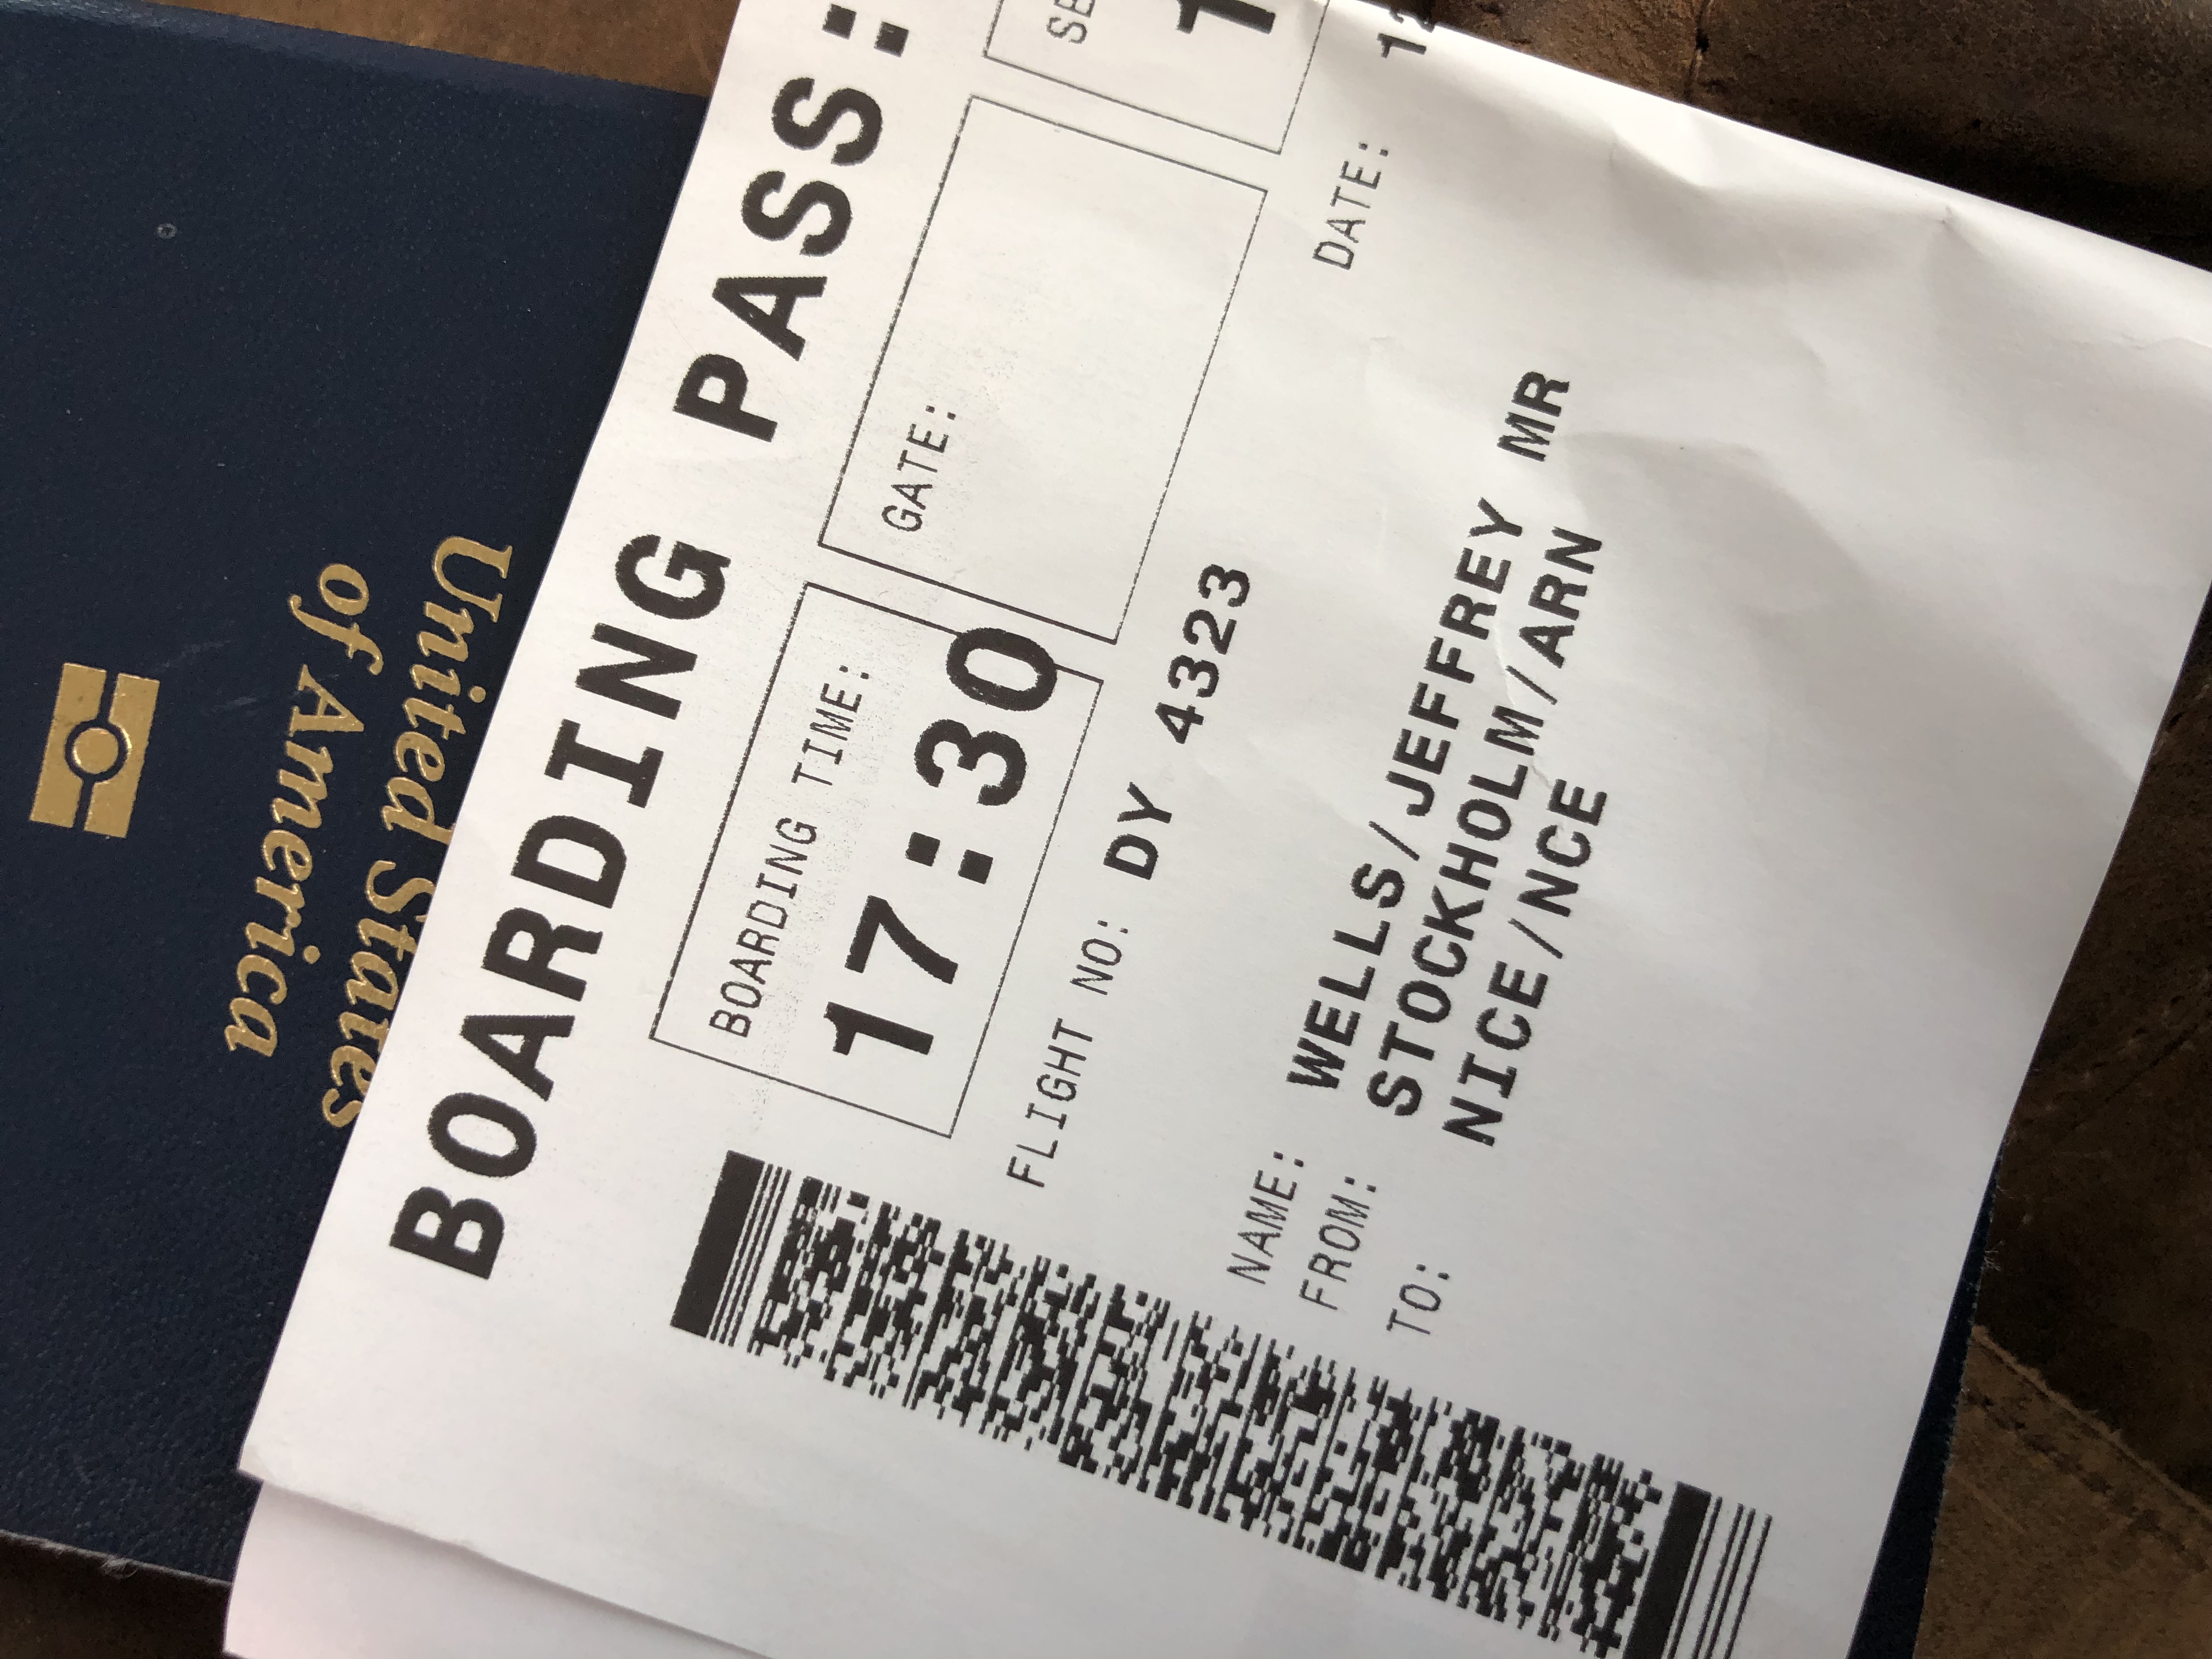 United States
of America
BOARDING PASS:
BOARDING TIME: GATE:
17:30
FLIGHT NO: DY 4323 DATE:
NAME: WELLS/JEFFREY MR
FROM: STOCKHOLM/ARN
TO: NICE/NCE